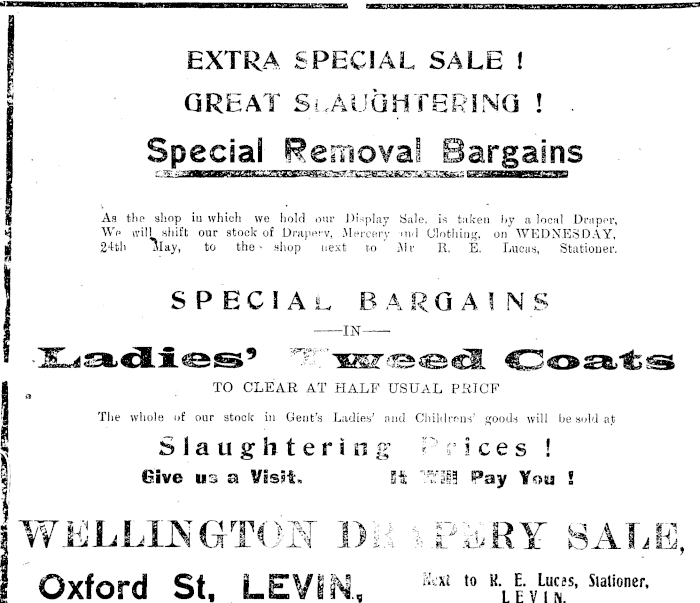 EXTRA SPECIAL SALE !
GREAT SLAUGHTERING !
Special Removal Bargains
As the shop in which we hold our Display Sale, is taken by a local Draper,
We will shift our stock of Drapery, Mercery and Clothing, on WEDNESDAY,
24th May, to the shop next to Mr R. E. Lucas, Stationer.
SPECIAL BARGAINS
—IN—
Ladies' Tweed Coats
TO CLEAR AT HALF USUAL PRICE
The whole of our stock in Gent's Ladies' and Childrens' goods will be sold at
Slaughtering Prices !
Give us a Visit. It Will Pay You !
WELLINGTON DRAPERY SALE,
Oxford St, LEVIN, Next to R. E. Lucas, Stationer,
LEVIN.